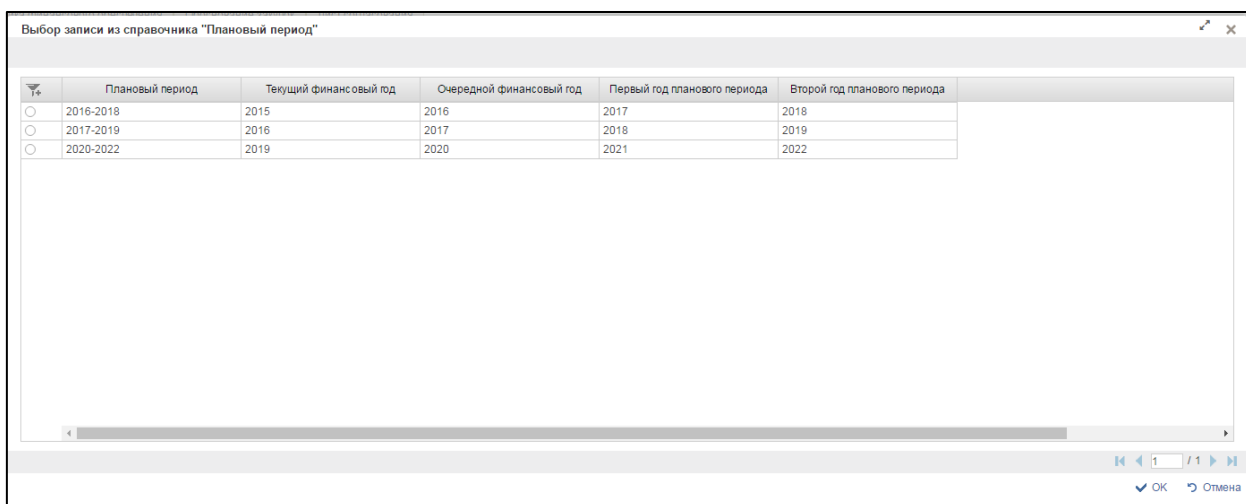 Выбор записи из справочника "Плановый период"
Плановый период Текущий финансовый год Очередной финансовый год Первый год планового периода Второй год планового периода
2016-2018 2015 2016 2017 2018
2017-2019 2016 2017 2018 2019
2020-2022 2019 2020 2021 2022
1 / 1
OK Отмена